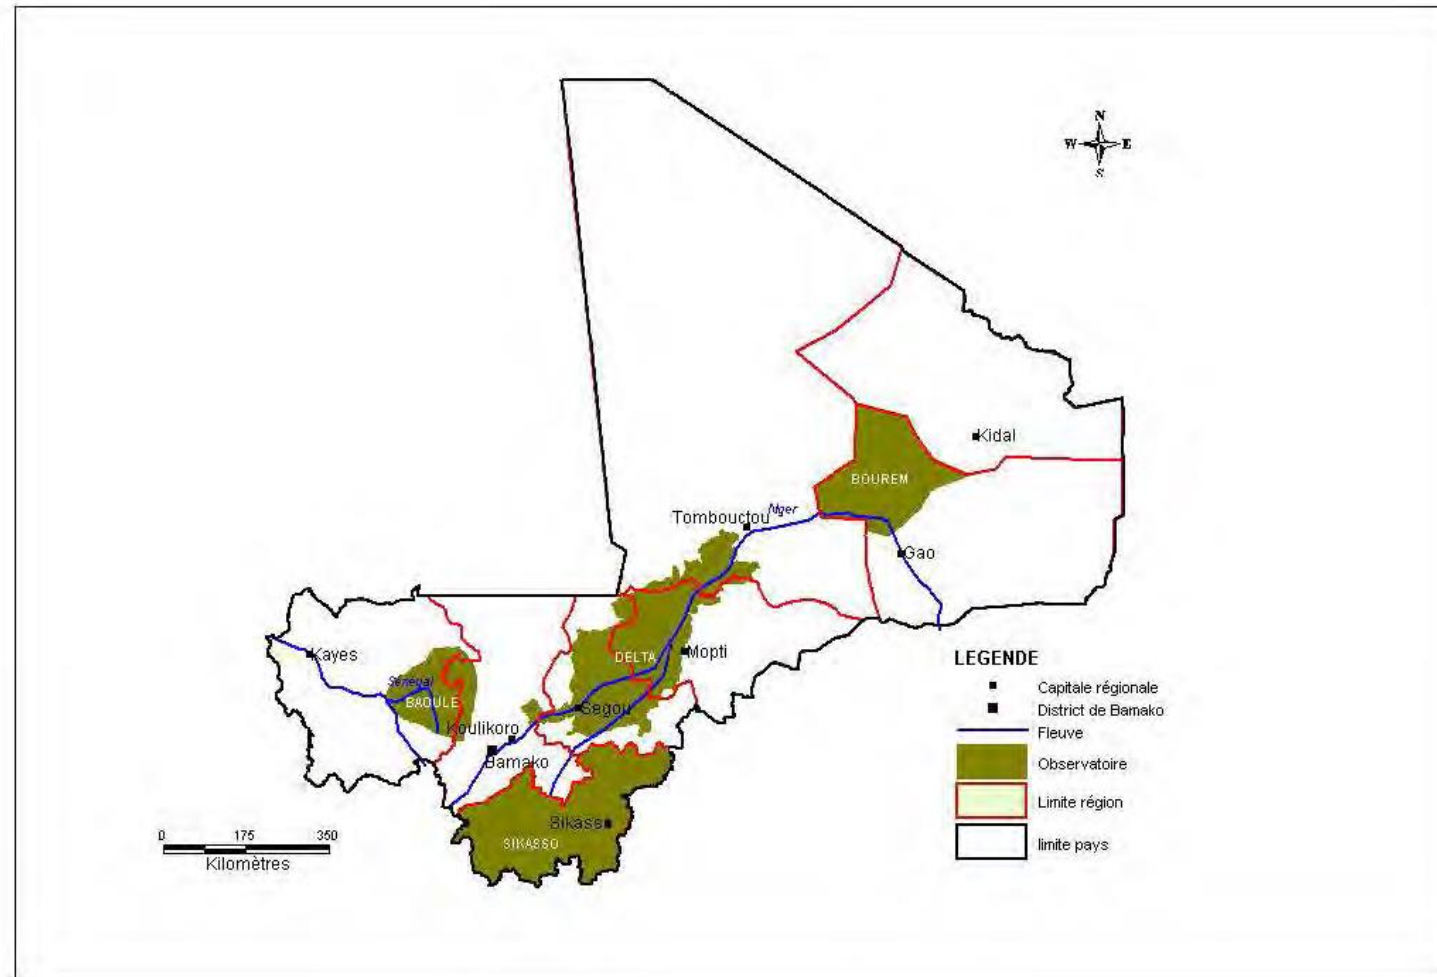 N
W E
S
Kidal
BOUREM
Niger
Tombouctou
Gao
Kayes
Mopti
DELTA
Sénégal
BAOULE
Segou
Koulikoro
Bamako
Sikass
SIKASSO
0 175 350
Kilomètres
LEGENDE
Capitale régionale
District de Bamako
Fleuve
Observatoire
Limite région
limite pays